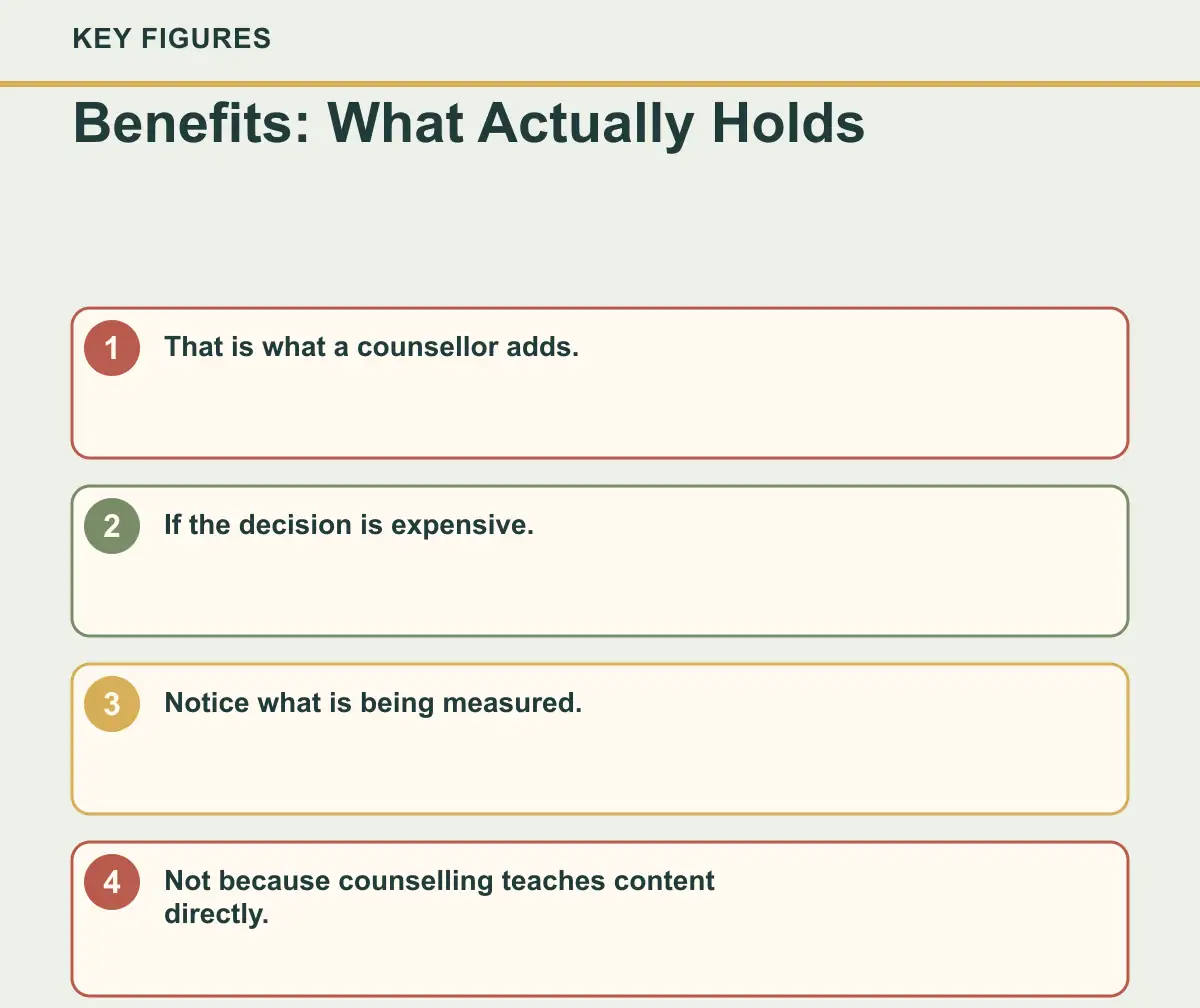 KEY FIGURES
Benefits: What Actually Holds
1
That is what a counsellor adds.
2
If the decision is expensive.
3
Notice what is being measured.
4
Not because counselling teaches content
directly.